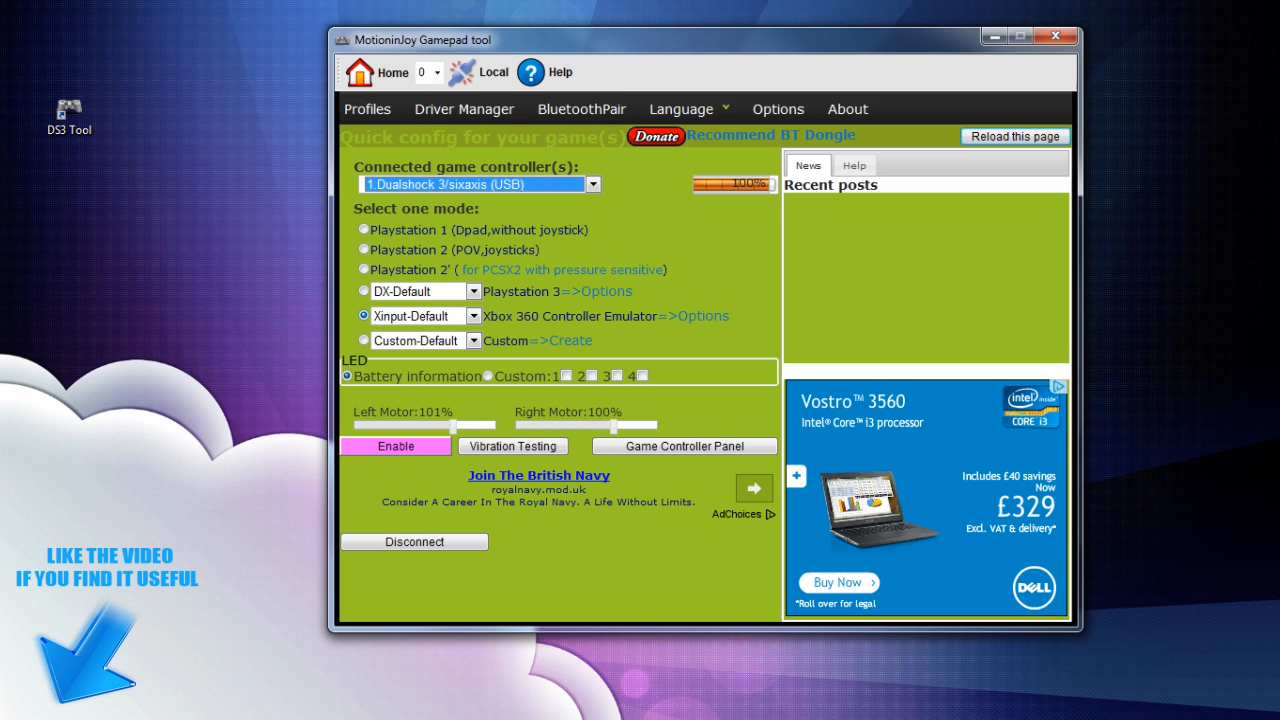 MotioninJoy Gamepad tool
Home 0 Local Help
Profiles Driver Manager BluetoothPair Language Options About
Quick config for your game(s) Donate Recommend BT Dongle Reload this page
Connected game controller(s):
1.Dualshock 3/sixaxis (USB) 100%
Select one mode:
Playstation 1 (Dpad,without joystick)
Playstation 2 (POV,joysticks)
Playstation 2' ( for PCSX2 with pressure sensitive)
DX-Default Playstation 3=>Options
Xinput-Default Xbox 360 Controller Emulator=>Options
Custom-Default Custom=>Create
LED
Battery information Custom:1 2 3 4
Left Motor:101% Right Motor:100%
Enable Vibration Testing Game Controller Panel
Join The British Navy
royalnavy.mod.uk
Consider A Career In The Royal Navy. A Life Without Limits.
AdChoices
Disconnect
News Help
Recent posts
Vostro™ 3560
Intel® Core™ i3 processor
intel inside
CORE i3
Includes £40 savings
Now
£329
Excl. VAT & delivery*
Buy Now
*Roll over for legal
DELL
DS3 Tool
LIKE THE VIDEO
IF YOU FIND IT USEFUL